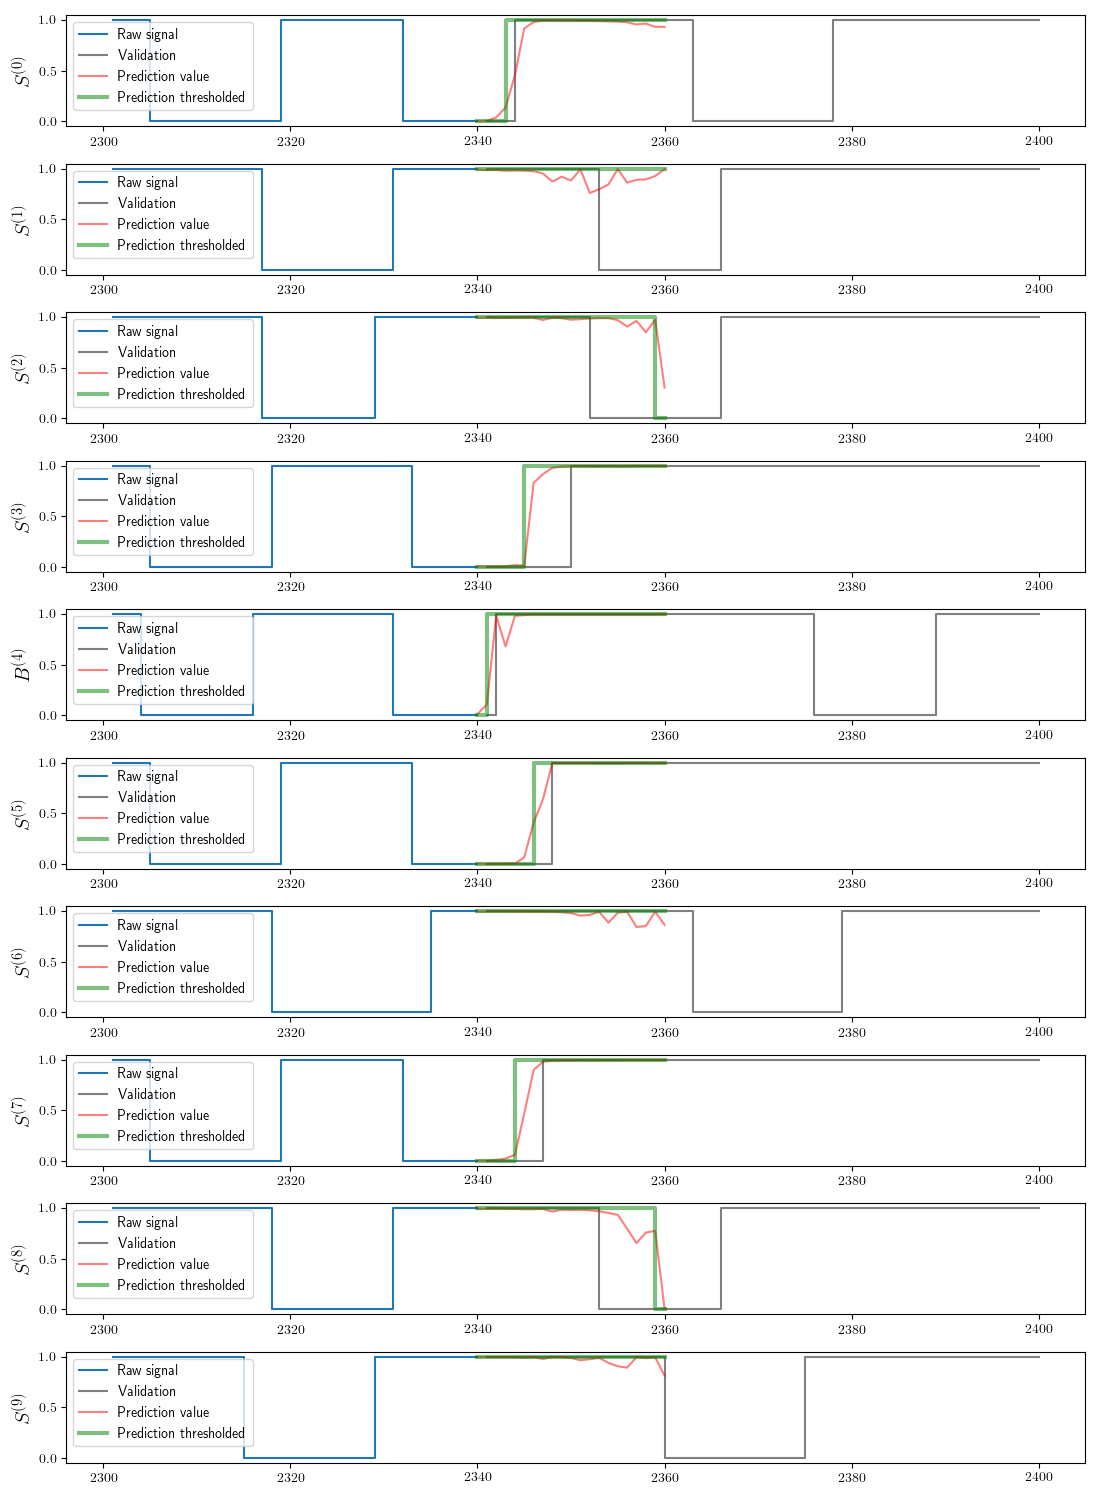 S^(0)
1.0
0.5
0.0
Raw signal
Validation
Prediction value
Prediction thresholded
2300 2320 2340 2360 2380 2400
S^(1)
1.0
0.5
0.0
Raw signal
Validation
Prediction value
Prediction thresholded
2300 2320 2340 2360 2380 2400
S^(2)
1.0
0.5
0.0
Raw signal
Validation
Prediction value
Prediction thresholded
2300 2320 2340 2360 2380 2400
S^(3)
1.0
0.5
0.0
Raw signal
Validation
Prediction value
Prediction thresholded
2300 2320 2340 2360 2380 2400
B^(4)
1.0
0.5
0.0
Raw signal
Validation
Prediction value
Prediction thresholded
2300 2320 2340 2360 2380 2400
S^(5)
1.0
0.5
0.0
Raw signal
Validation
Prediction value
Prediction thresholded
2300 2320 2340 2360 2380 2400
S^(6)
1.0
0.5
0.0
Raw signal
Validation
Prediction value
Prediction thresholded
2300 2320 2340 2360 2380 2400
S^(7)
1.0
0.5
0.0
Raw signal
Validation
Prediction value
Prediction thresholded
2300 2320 2340 2360 2380 2400
S^(8)
1.0
0.5
0.0
Raw signal
Validation
Prediction value
Prediction thresholded
2300 2320 2340 2360 2380 2400
S^(9)
1.0
0.5
0.0
Raw signal
Validation
Prediction value
Prediction thresholded
2300 2320 2340 2360 2380 2400